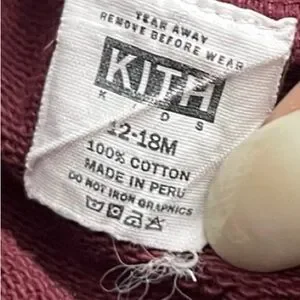 TEAR AWAY
REMOVE BEFORE WEAR
KITH
KIDS
12-18M
100% COTTON
MADE IN PERU
DO NOT IRON GRAPHICS